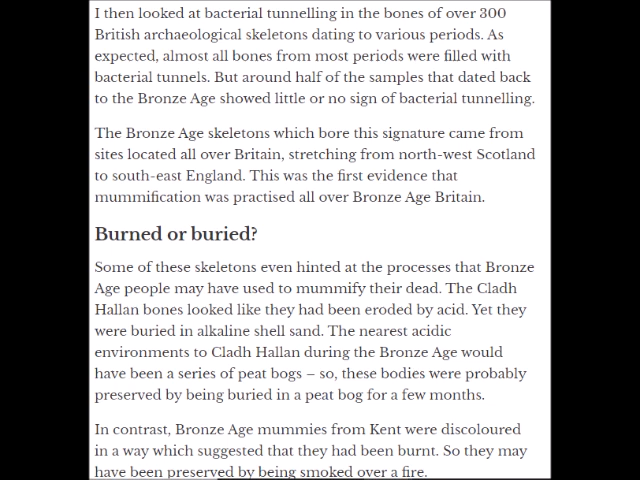 I then looked at bacterial tunnelling in the bones of over 300
British archaeological skeletons dating to various periods. As
expected, almost all bones from most periods were filled with
bacterial tunnels. But around half of the samples that dated back
to the Bronze Age showed little or no sign of bacterial tunnelling.
The Bronze Age skeletons which bore this signature came from
sites located all over Britain, stretching from north-west Scotland
to south-east England. This was the first evidence that
mummification was practised all over Bronze Age Britain.
Burned or buried?
Some of these skeletons even hinted at the processes that Bronze
Age people may have used to mummify their dead. The Cladh
Hallan bones looked like they had been eroded by acid. Yet they
were buried in alkaline shell sand. The nearest acidic
environments to Cladh Hallan during the Bronze Age would
have been a series of peat bogs – so, these bodies were probably
preserved by being buried in a peat bog for a few months.
In contrast, Bronze Age mummies from Kent were discoloured
in a way which suggested that they had been burnt. So they may
have been preserved by being smoked over a fire.